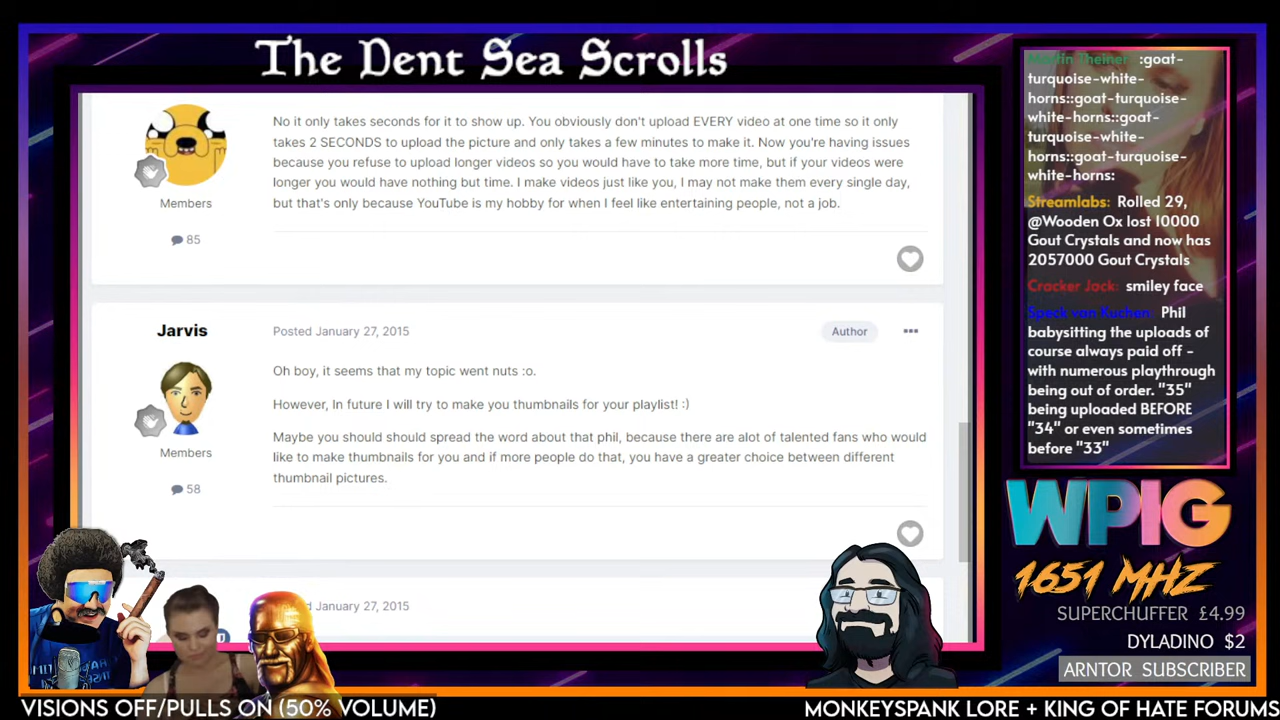 The Dent Sea Scrolls
No it only takes seconds for it to show up. You obviously don't upload EVERY video at one time so it only
takes 2 SECONDS to upload the picture and only takes a few minutes to make it. Now you're having issues
because you refuse to upload longer videos so you would have to take more time, but if your videos were
longer you would have nothing but time. I make videos just like you, I may not make them every single day,
but that's only because YouTube is my hobby for when I feel like entertaining people, not a job.
Members
85
Jarvis
Posted January 27, 2015
Author
Oh boy, it seems that my topic went nuts :o.
However, In future I will try to make you thumbnails for your playlist! :)
Maybe you should should spread the word about that phil, because there are alot of talented fans who would
like to make thumbnails for you and if more people do that, you have a greater choice between different
thumbnail pictures.
Members
58
January 27, 2015
Martin Theiner :goat-
turquoise-white-
horns::goat-turquoise-
white-horns::goat-
turquoise-white-
horns::goat-turquoise-
white-horns:
Streamlabs: Rolled 29,
@Wooden Ox lost 10000
Gout Crystals and now has
2057000 Gout Crystals
Cracker Jack: smiley face
Speck van Kuchen: Phil
babysitting the uploads of
course always paid off -
with numerous playthrough
being out of order. "35"
being uploaded BEFORE
"34" or even sometimes
before "33"
WPIG
1651 MHZ
SUPERCHUFFER £4.99
DYLADINO $2
ARNTOR SUBSCRIBER
VISIONS OFF/PULLS ON (50% VOLUME)
MONKEYSPANK LORE + KING OF HATE FORUMS